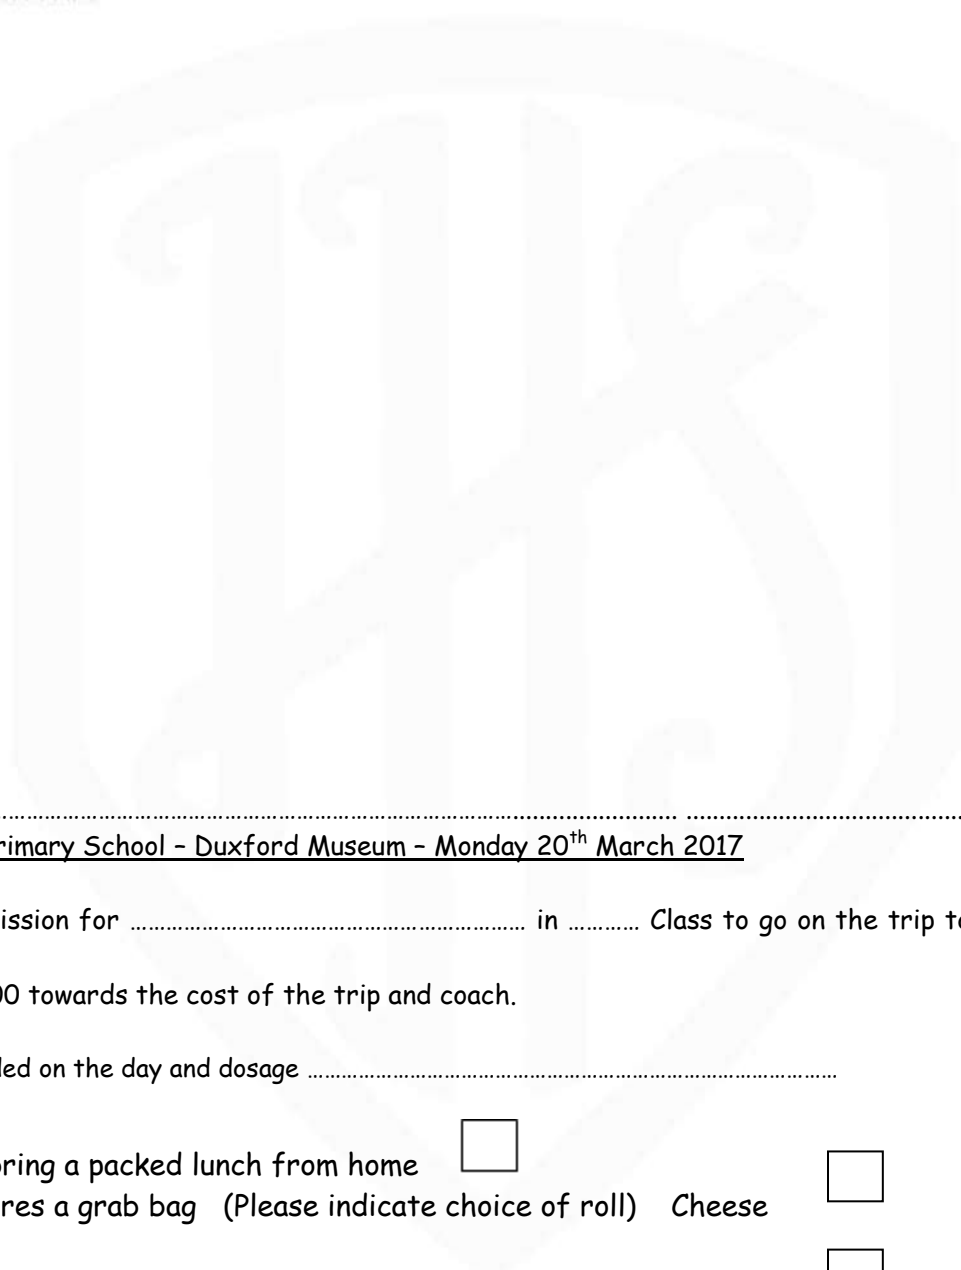 ……………………………………………………………………………......................... ..........................................
rimary School – Duxford Museum – Monday 20th March 2017
ission for ………………………………………………………… in ………… Class to go on the trip to
00 towards the cost of the trip and coach.
led on the day and dosage ……………………………………………………………………………
bring a packed lunch from home
res a grab bag (Please indicate choice of roll) Cheese